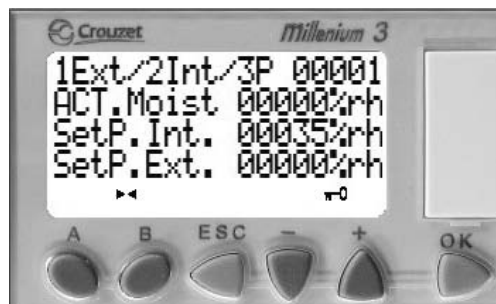 Crouzet Millenium 3
1Ext/2Int/3P 00001
ACT.Moist 00000%rh
SetP.Int. 00035%rh
SetP.Ext. 00000%rh
A B ESC − + OK